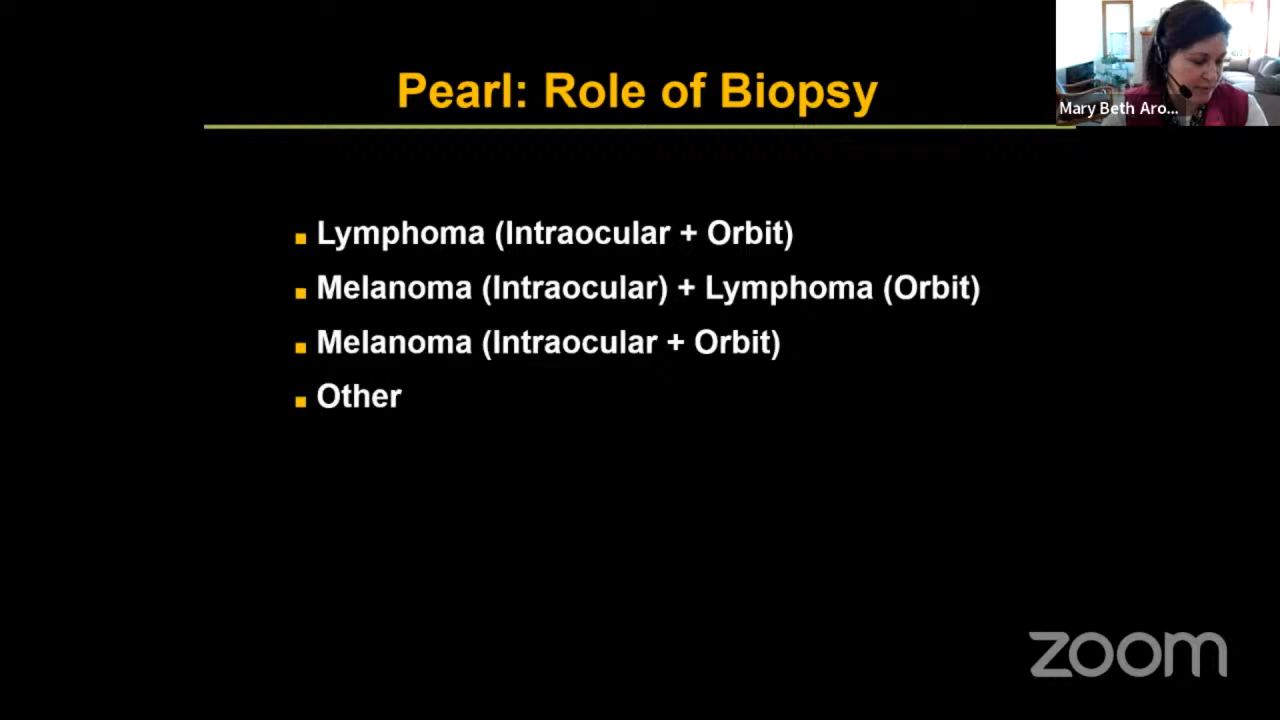 Pearl: Role of Biopsy
Mary Beth Aro...
Lymphoma (Intraocular + Orbit)
Melanoma (Intraocular) + Lymphoma (Orbit)
Melanoma (Intraocular + Orbit)
Other
zoom